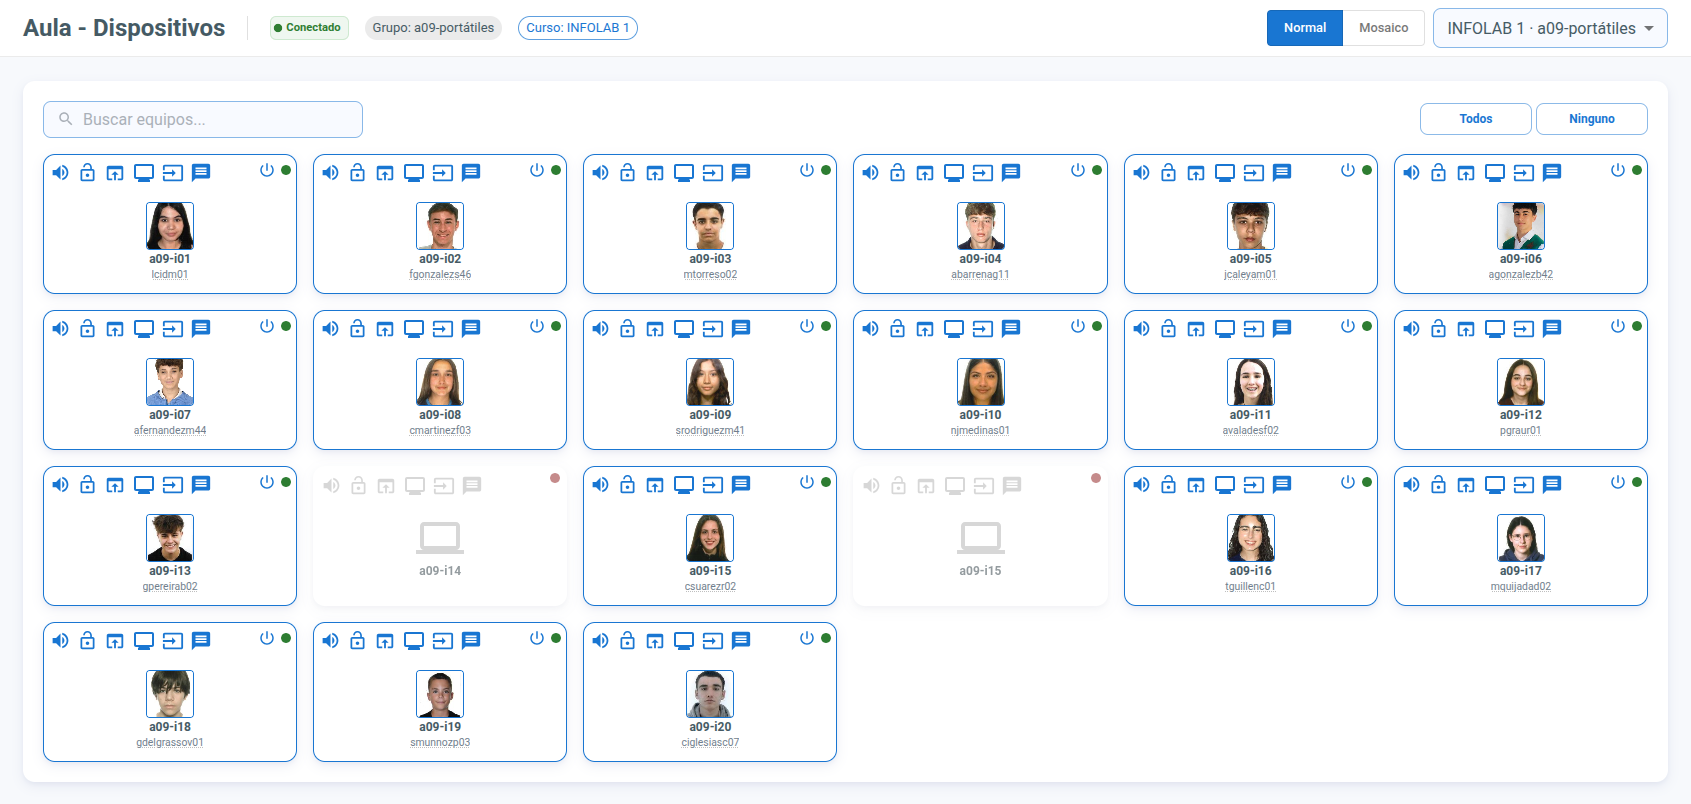 Aula - Dispositivos
Conectado
Grupo: a09-portátiles
Curso: INFOLAB 1
Normal
Mosaico
INFOLAB 1 · a09-portátiles
Buscar equipos...
Todos
Ninguno
a09-i01
lcidm01
a09-i02
fgonzalezs46
a09-i03
mtorreso02
a09-i04
abarrenag11
a09-i05
jcaleyam01
a09-i06
agonzalezb42
a09-i07
afernandezm44
a09-i08
cmartinezf03
a09-i09
srodriguezm41
a09-i10
njmedinas01
a09-i11
avaladesf02
a09-i12
pgraur01
a09-i13
gpereirab02
a09-i14
a09-i15
csuarezr02
a09-i15
a09-i16
tguillenc01
a09-i17
mquijadad02
a09-i18
gdelgrassov01
a09-i19
smunnozp03
a09-i20
ciglesiasc07